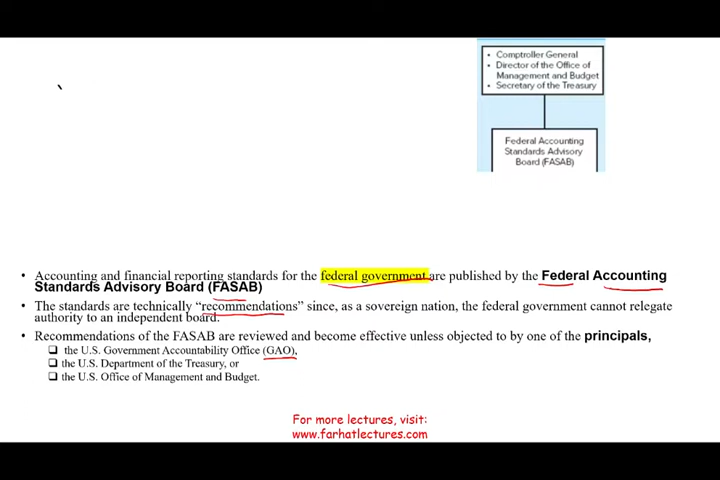 • Comptroller General
• Director of the Office of
Management and Budget
• Secretary of the Treasury
Federal Accounting
Standards Advisory
Board (FASAB)
• Accounting and financial reporting standards for the federal government are published by the Federal Accounting
Standards Advisory Board (FASAB)
• The standards are technically “recommendations” since, as a sovereign nation, the federal government cannot relegate
authority to an independent board.
• Recommendations of the FASAB are reviewed and become effective unless objected to by one of the principals,
❑ the U.S. Government Accountability Office (GAO),
❑ the U.S. Department of the Treasury, or
❑ the U.S. Office of Management and Budget.
For more lectures, visit:
www.farhatlectures.com